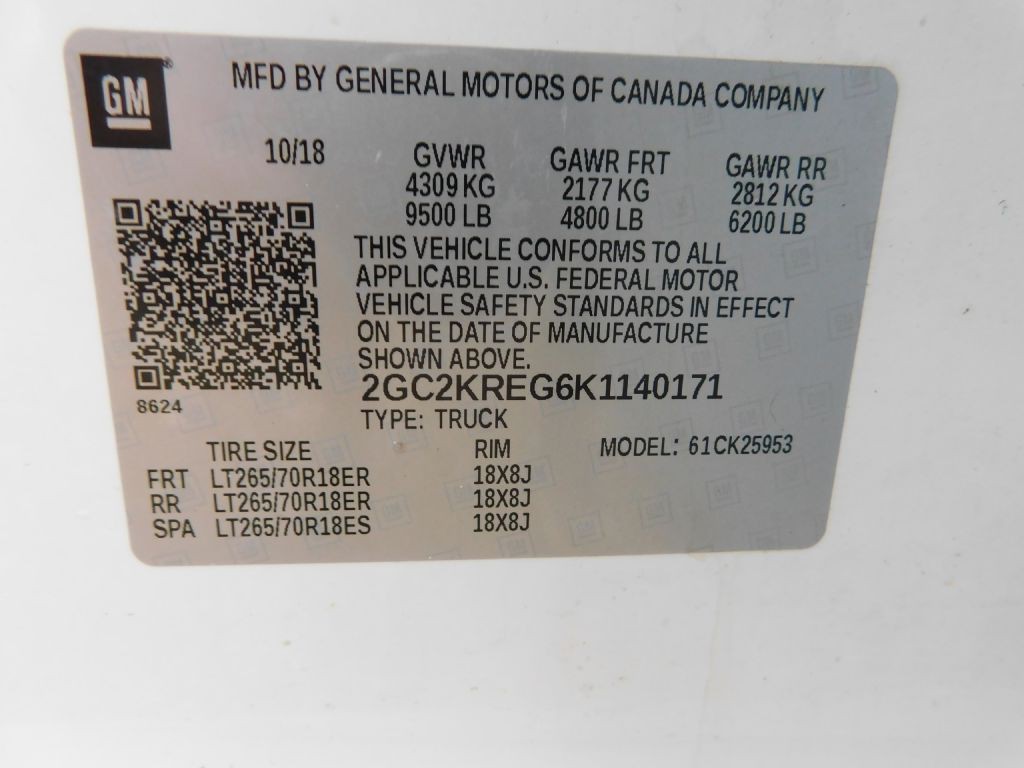 GM®
MFD BY GENERAL MOTORS OF CANADA COMPANY
10/18 GVWR GAWR FRT GAWR RR
4309 KG 2177 KG 2812 KG
9500 LB 4800 LB 6200 LB
THIS VEHICLE CONFORMS TO ALL
APPLICABLE U.S. FEDERAL MOTOR
VEHICLE SAFETY STANDARDS IN EFFECT
ON THE DATE OF MANUFACTURE
SHOWN ABOVE.
2GC2KREG6K1140171
8624
TYPE: TRUCK
TIRE SIZE RIM MODEL: 61CK25953
FRT LT265/70R18ER 18X8J
RR LT265/70R18ER 18X8J
SPA LT265/70R18ES 18X8J